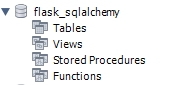 flask_sqlalchemy
Tables
Views
Stored Procedures
Functions